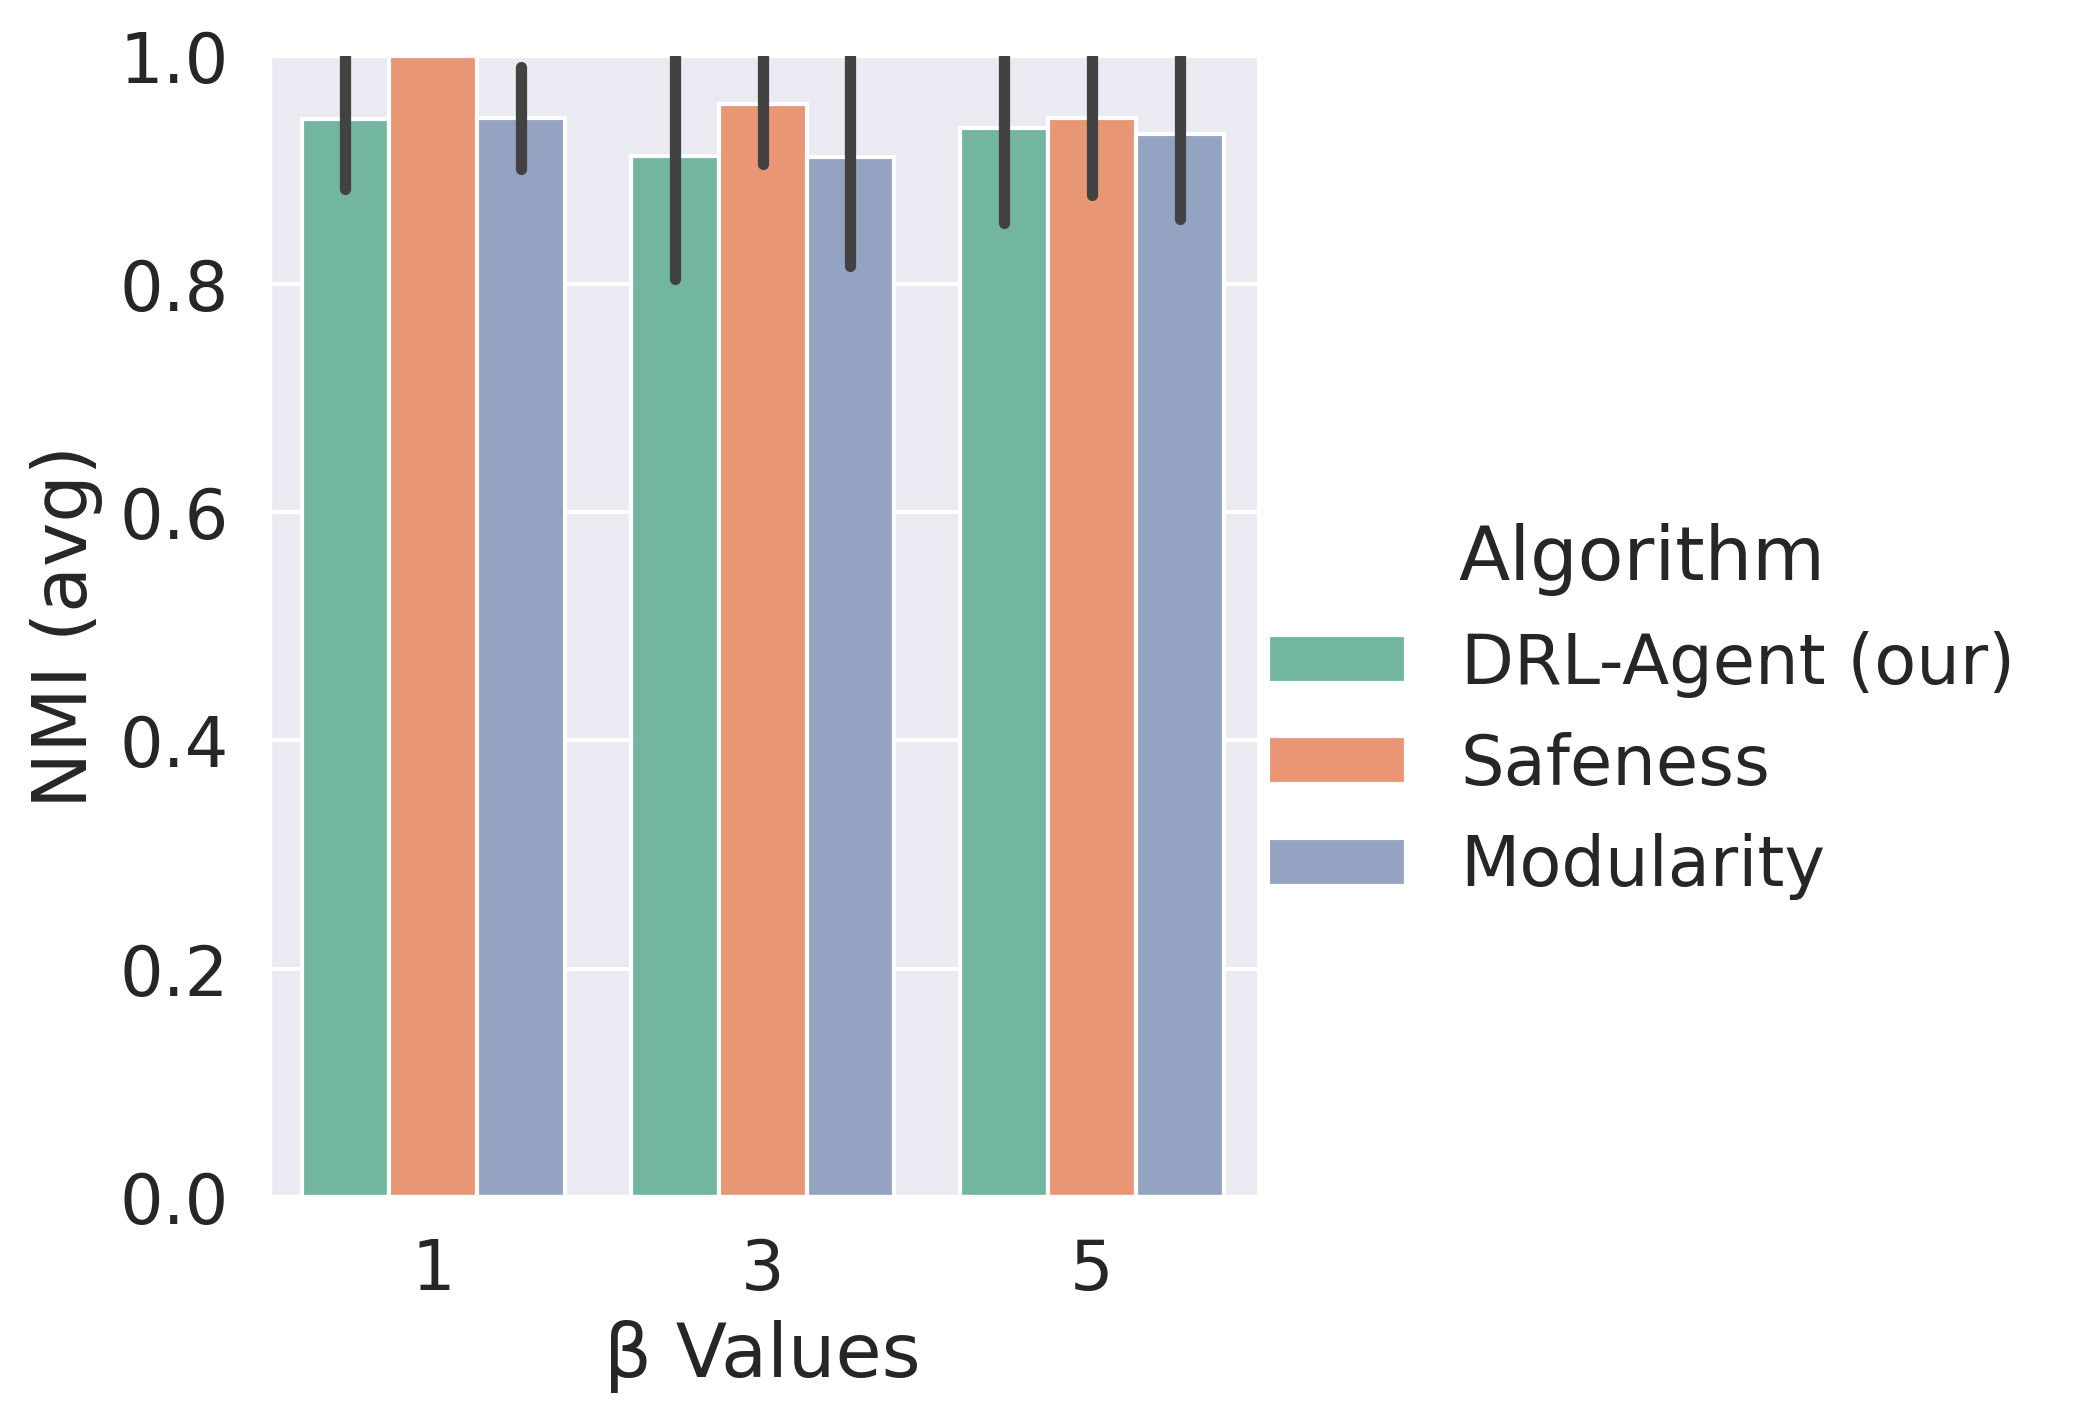 1.0
0.8
0.6
0.4
0.2
0.0
NMI (avg)
1 3 5
β Values
Algorithm
DRL-Agent (our)
Safeness
Modularity